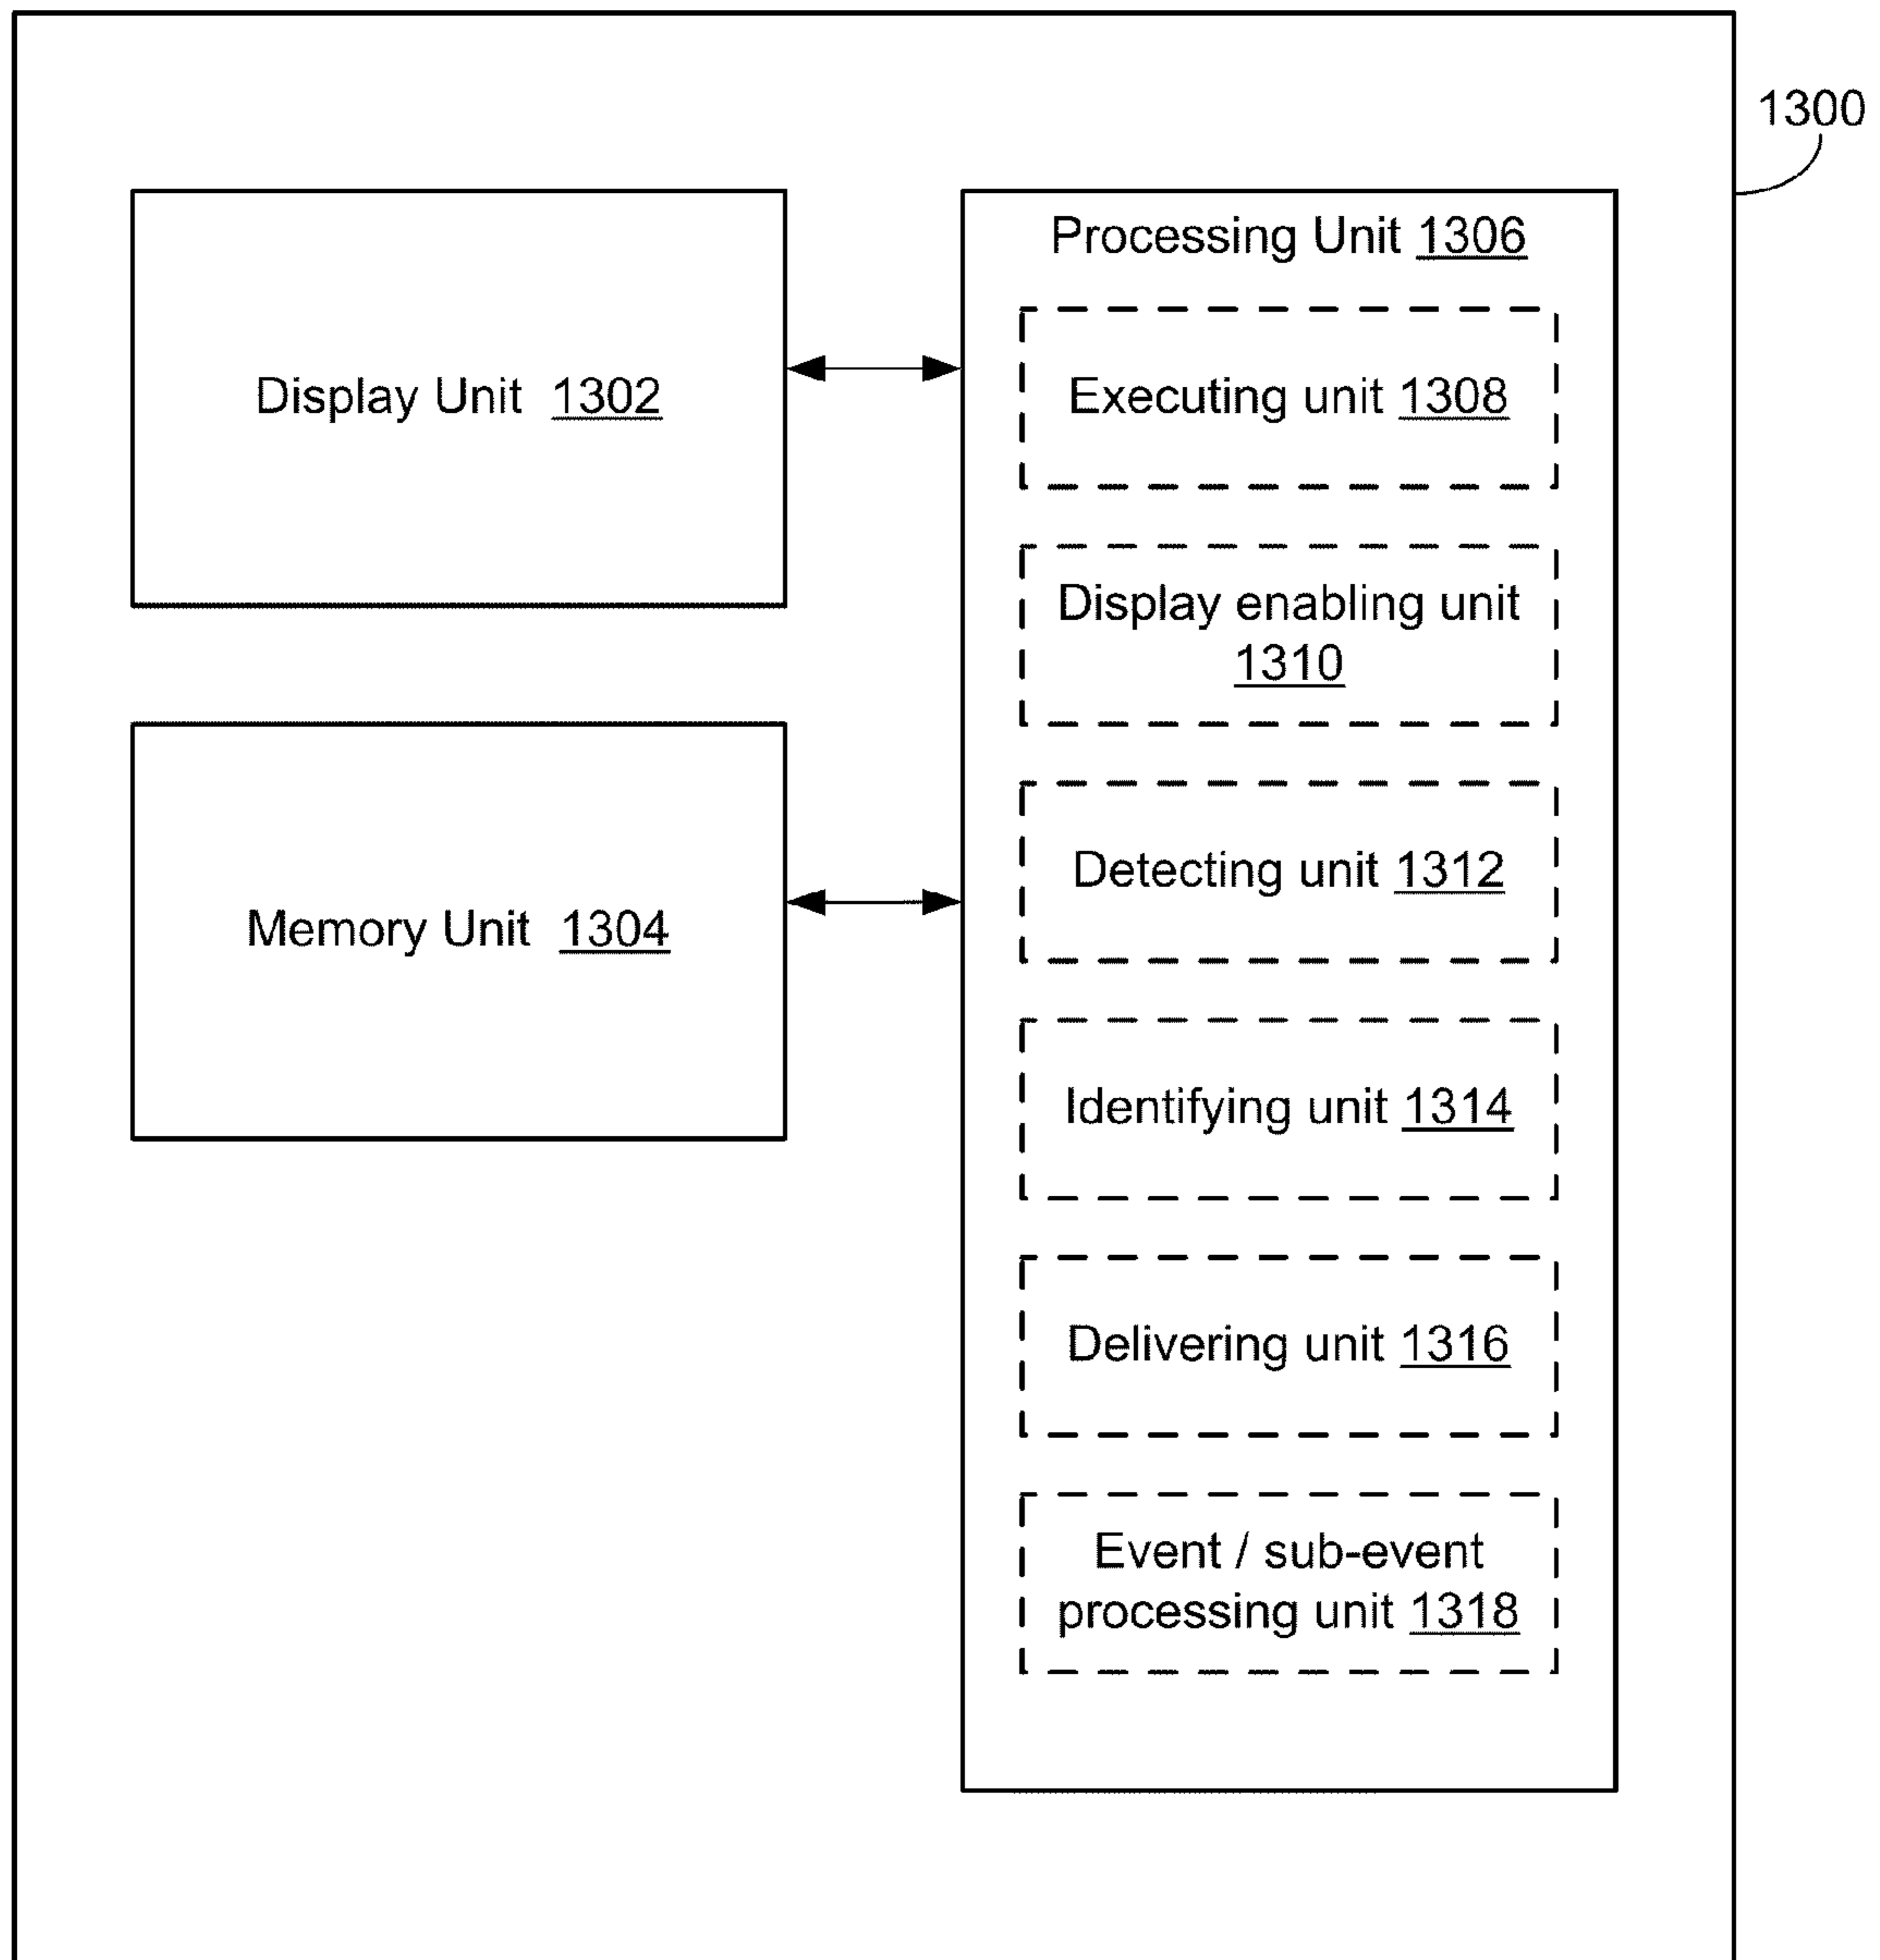 1300
Processing Unit 1306
Display Unit 1302
Executing unit 1308
Display enabling unit
1310
Detecting unit 1312
Memory Unit 1304
Identifying unit 1314
Delivering unit 1316
Event / sub-event
processing unit 1318